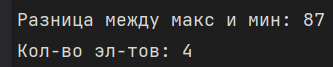 Разница между макс и мин: 87
Кол-во эл-тов: 4